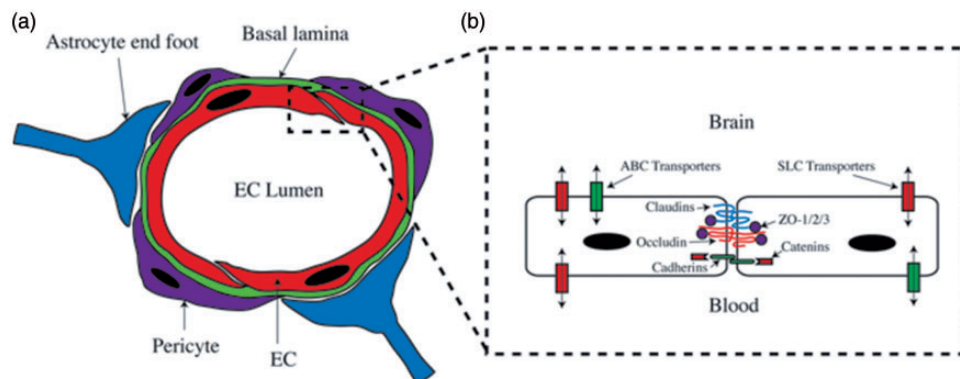 (a)
Astrocyte end foot
Basal lamina
EC Lumen
Pericyte
EC
(b)
Brain
ABC Transporters
SLC Transporters
Claudins
ZO-1/2/3
Occludin
Catenins
Cadherins
Blood